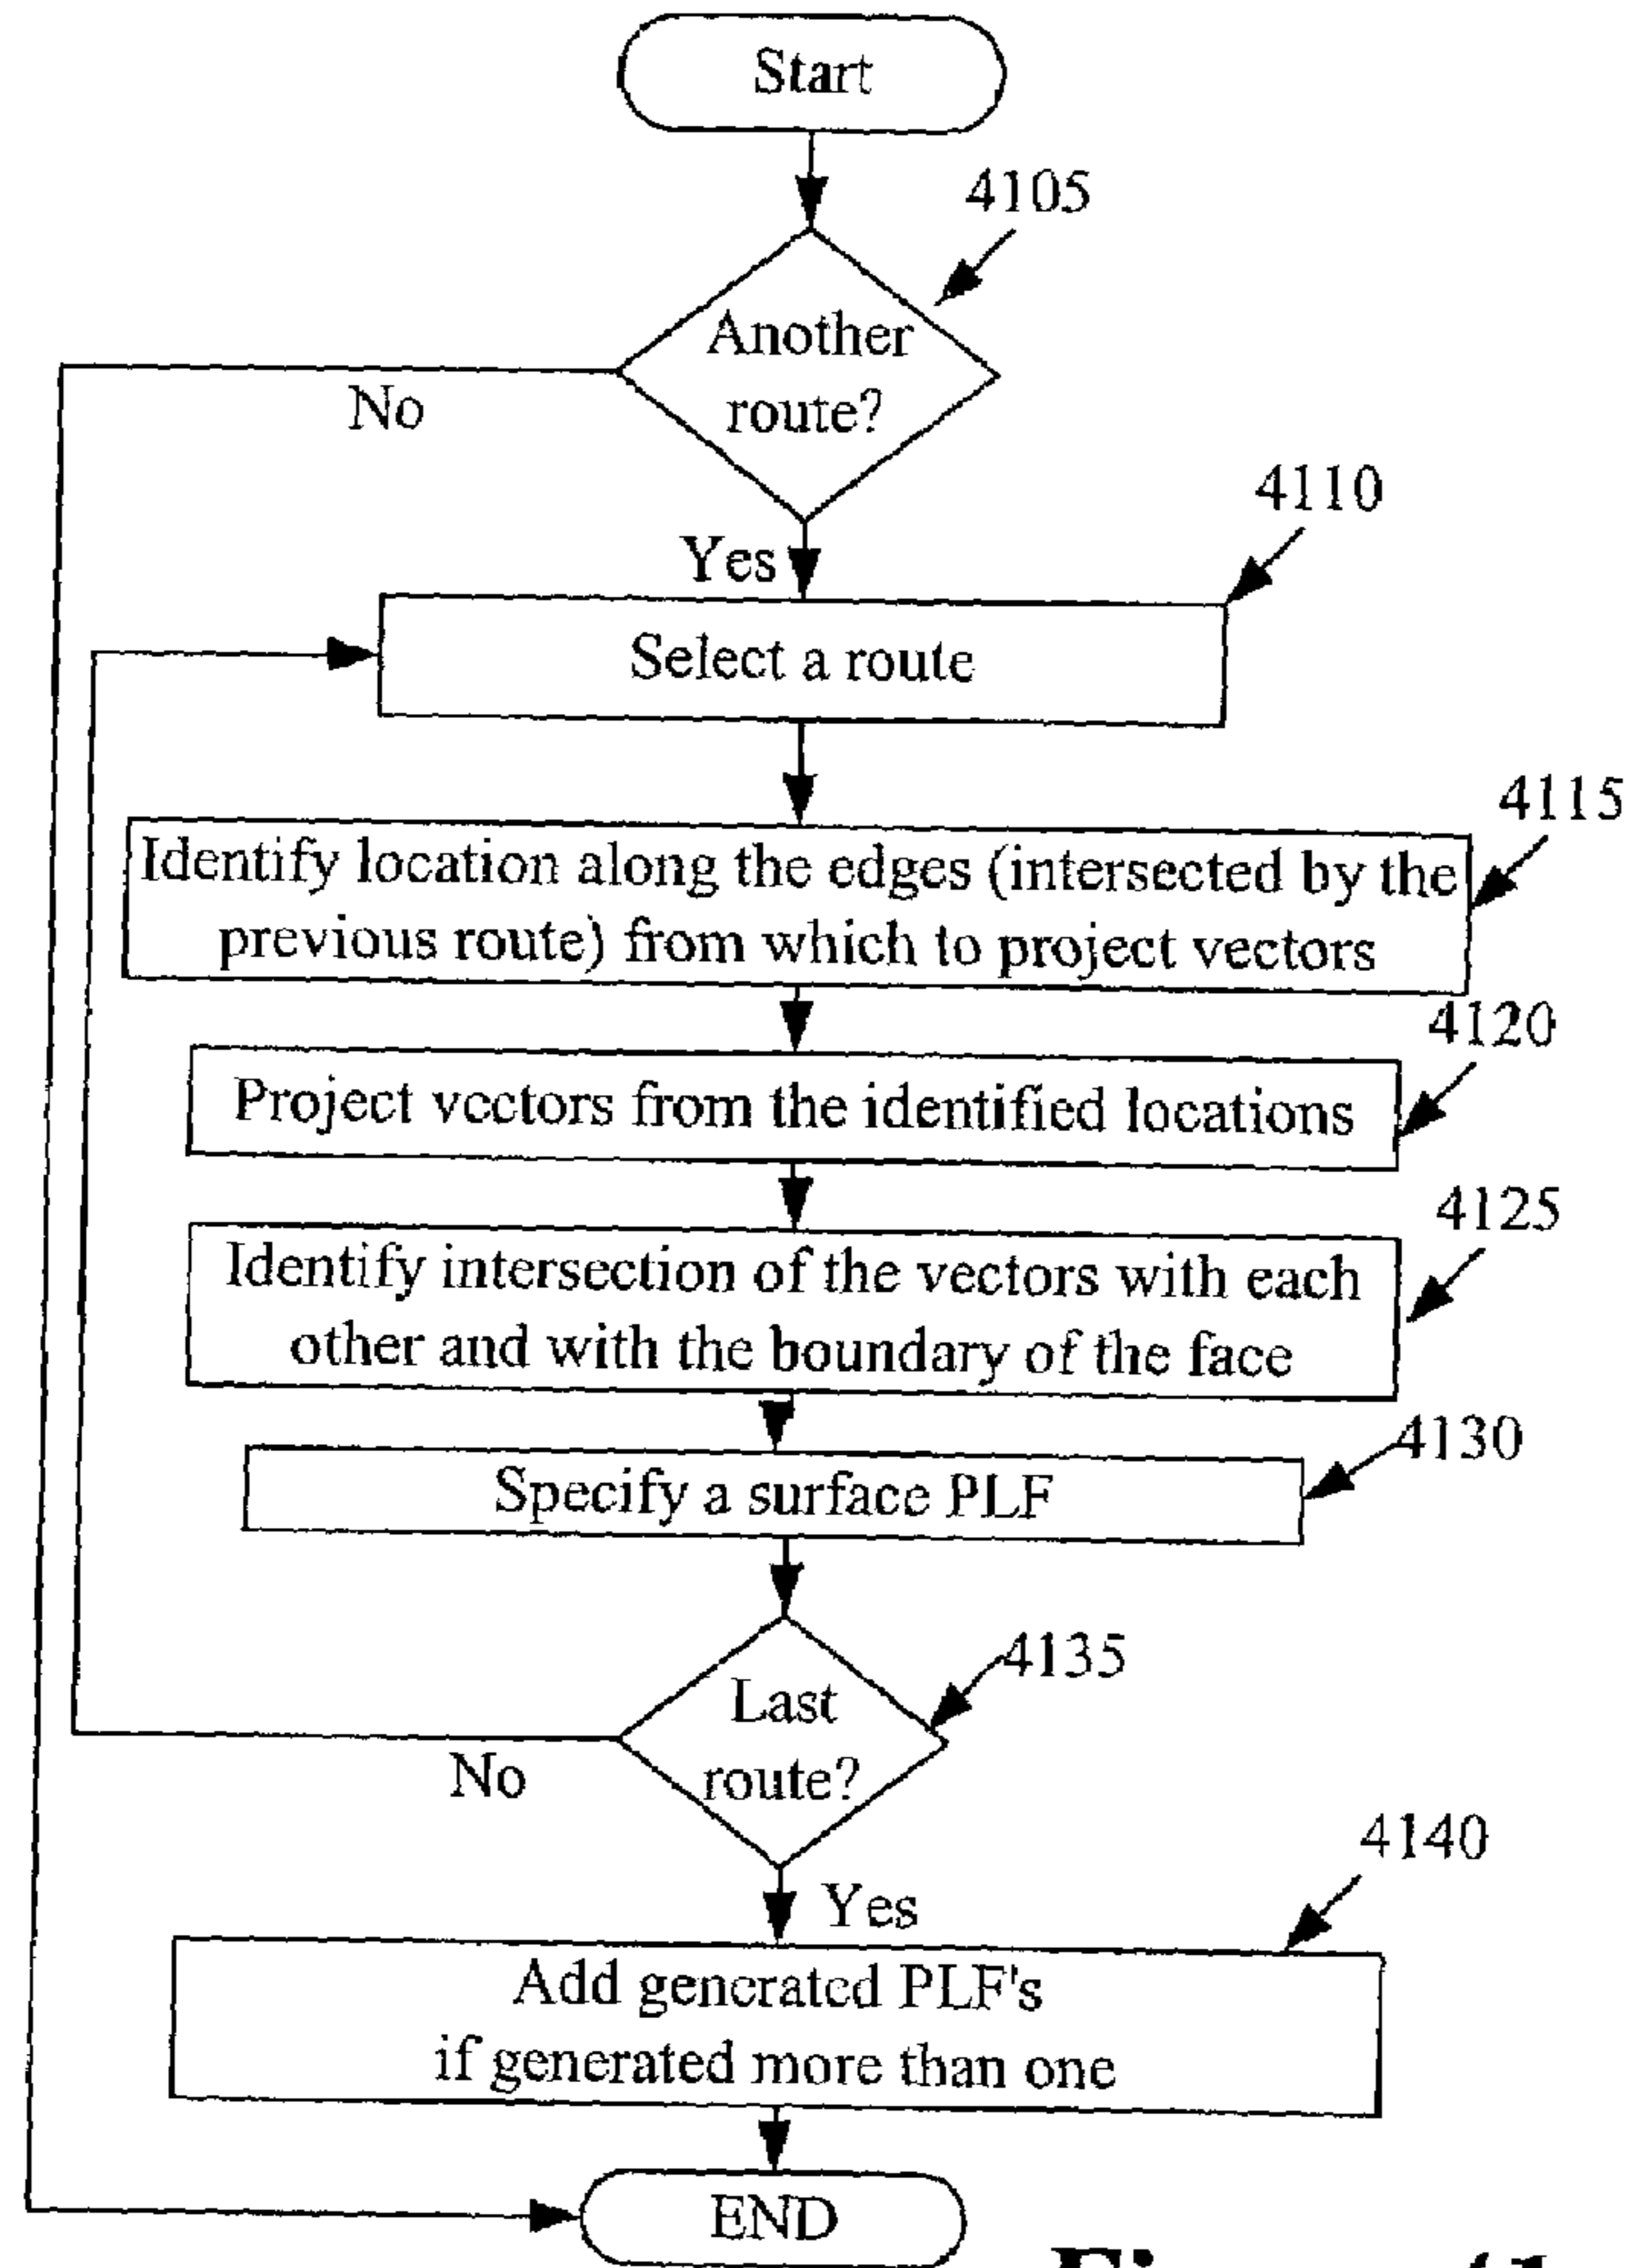 Start
4105
Another
route?
No
Yes
4110
Select a route
4115
Identify location along the edges (intersected by the
previous route) from which to project vectors
4120
Project vectors from the identified locations
4125
Identify intersection of the vectors with each
other and with the boundary of the face
4130
Specify a surface PLF
4135
Last
route?
No
Yes
4140
Add generated PLF's
if generated more than one
END